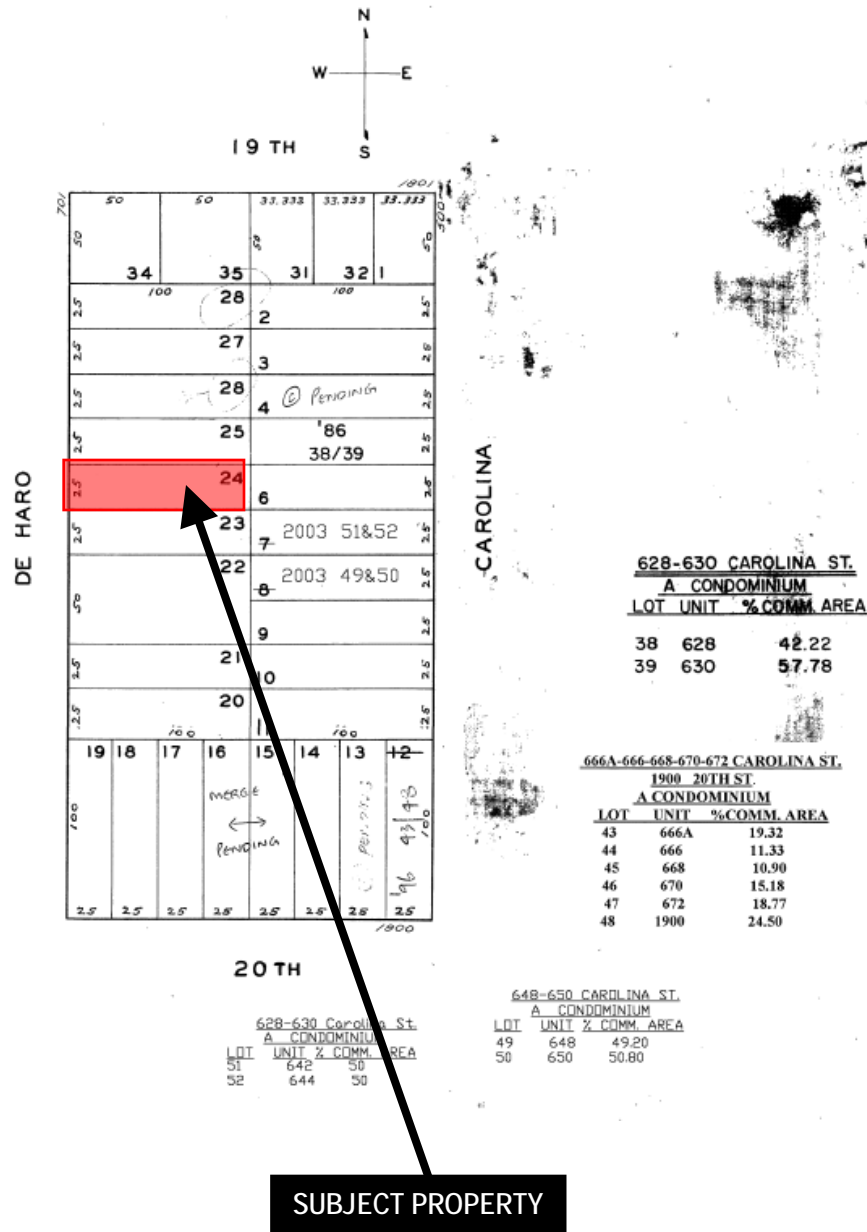 N
W E
S
19 TH
1801
701 50 50 33.333 33.333 33.333 300
50 50 50
34 35 31 32 1
100 100
25 28 2 25
25 27 3 25
25 28 4 © PENDING 25
25 25 '86 25
38/39
25 24 6 25
25 23 7 2003 51&52 25
22 8 2003 49&50 25
50
9 25
25 21 10 25
25 20 11 25
100 100
19 18 17 16 15 14 13 12
MERGE
PENDING
100 '96 43/48 100
25 25 25 25 25 25 25 25
1900
DE HARO
CAROLINA
20 TH
628-630 CAROLINA ST.
A CONDOMINIUM
LOT UNIT % COMM. AREA
38 628 42.22
39 630 57.78
666A-666-668-670-672 CAROLINA ST.
1900 20TH ST.
A CONDOMINIUM
LOT UNIT %COMM. AREA
43 666A 19.32
44 666 11.33
45 668 10.90
46 670 15.18
47 672 18.77
48 1900 24.50
628-630 Carolina St.
A CONDOMINIUM
LOT UNIT % COMM. AREA
51 642 50
52 644 50
648-650 CAROLINA ST.
A CONDOMINIUM
LOT UNIT % COMM. AREA
49 648 49.20
50 650 50.80
SUBJECT PROPERTY